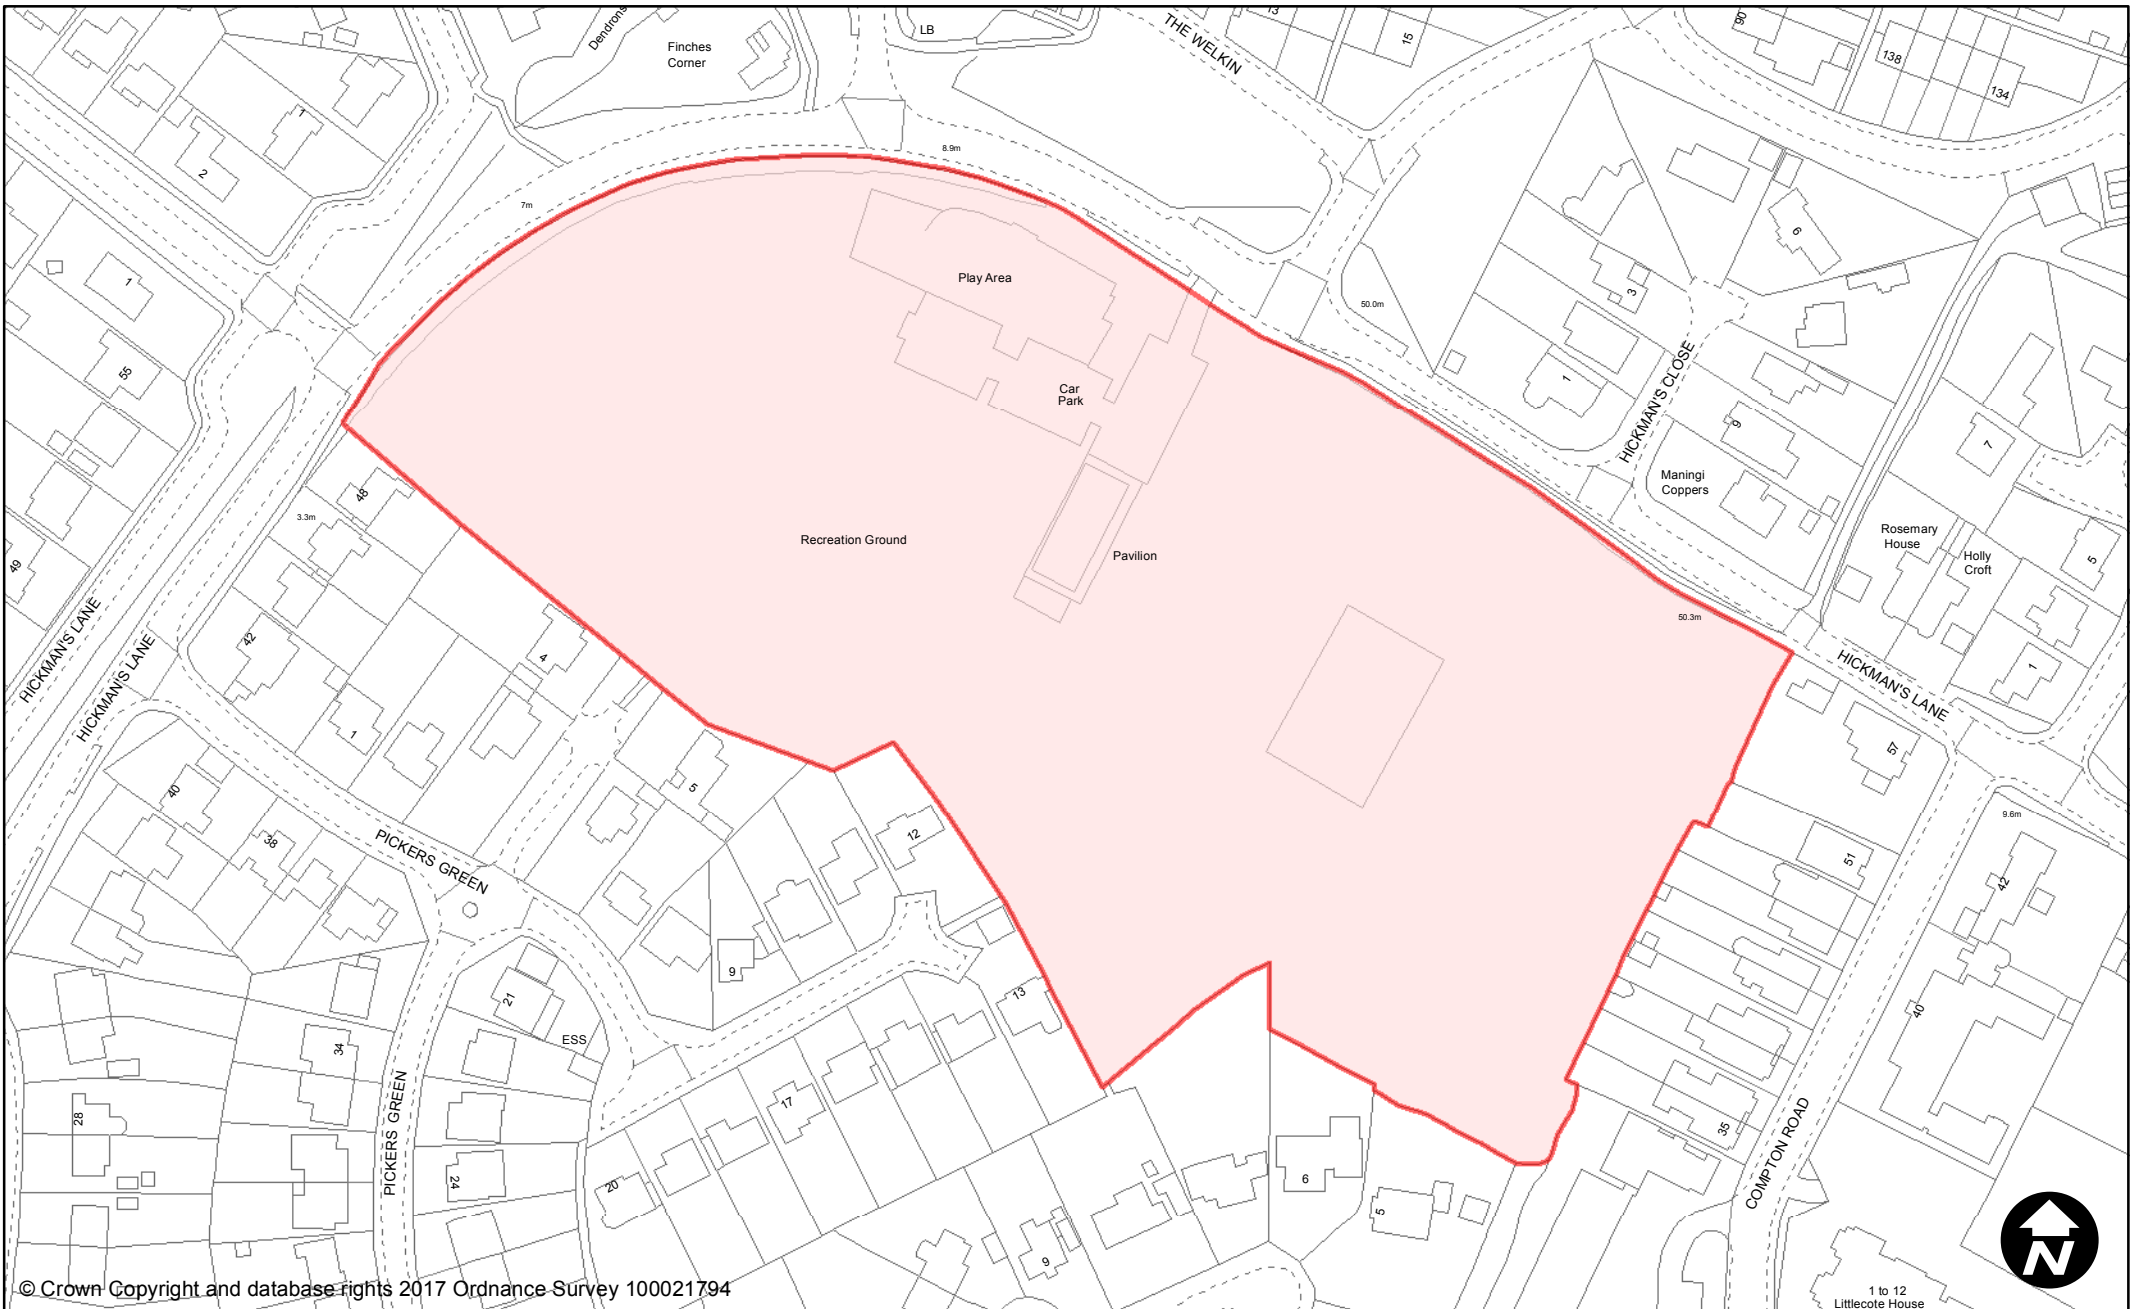 Dendrons
Finches
Corner
LB
THE WELKIN
13
15
90
138
134
1
2
8.9m
7m
1
55
49
Play Area
Car
Park
Recreation Ground
Pavilion
50.0m
3
6
1
HICKMAN'S CLOSE
9
Maningi
Coppers
7
Rosemary
House
Holly
Croft
5
1
50.3m
HICKMAN'S LANE
57
9.6m
48
3.3m
42
4
1
HICKMAN'S LANE
HICKMAN'S LANE
40
38
PICKERS GREEN
5
12
9
13
21
ESS
34
28
PICKERS GREEN
24
17
20
9
6
5
51
42
40
35
COMPTON ROAD
1 to 12
Littlecote House
N
© Crown Copyright and database rights 2017 Ordnance Survey 100021794